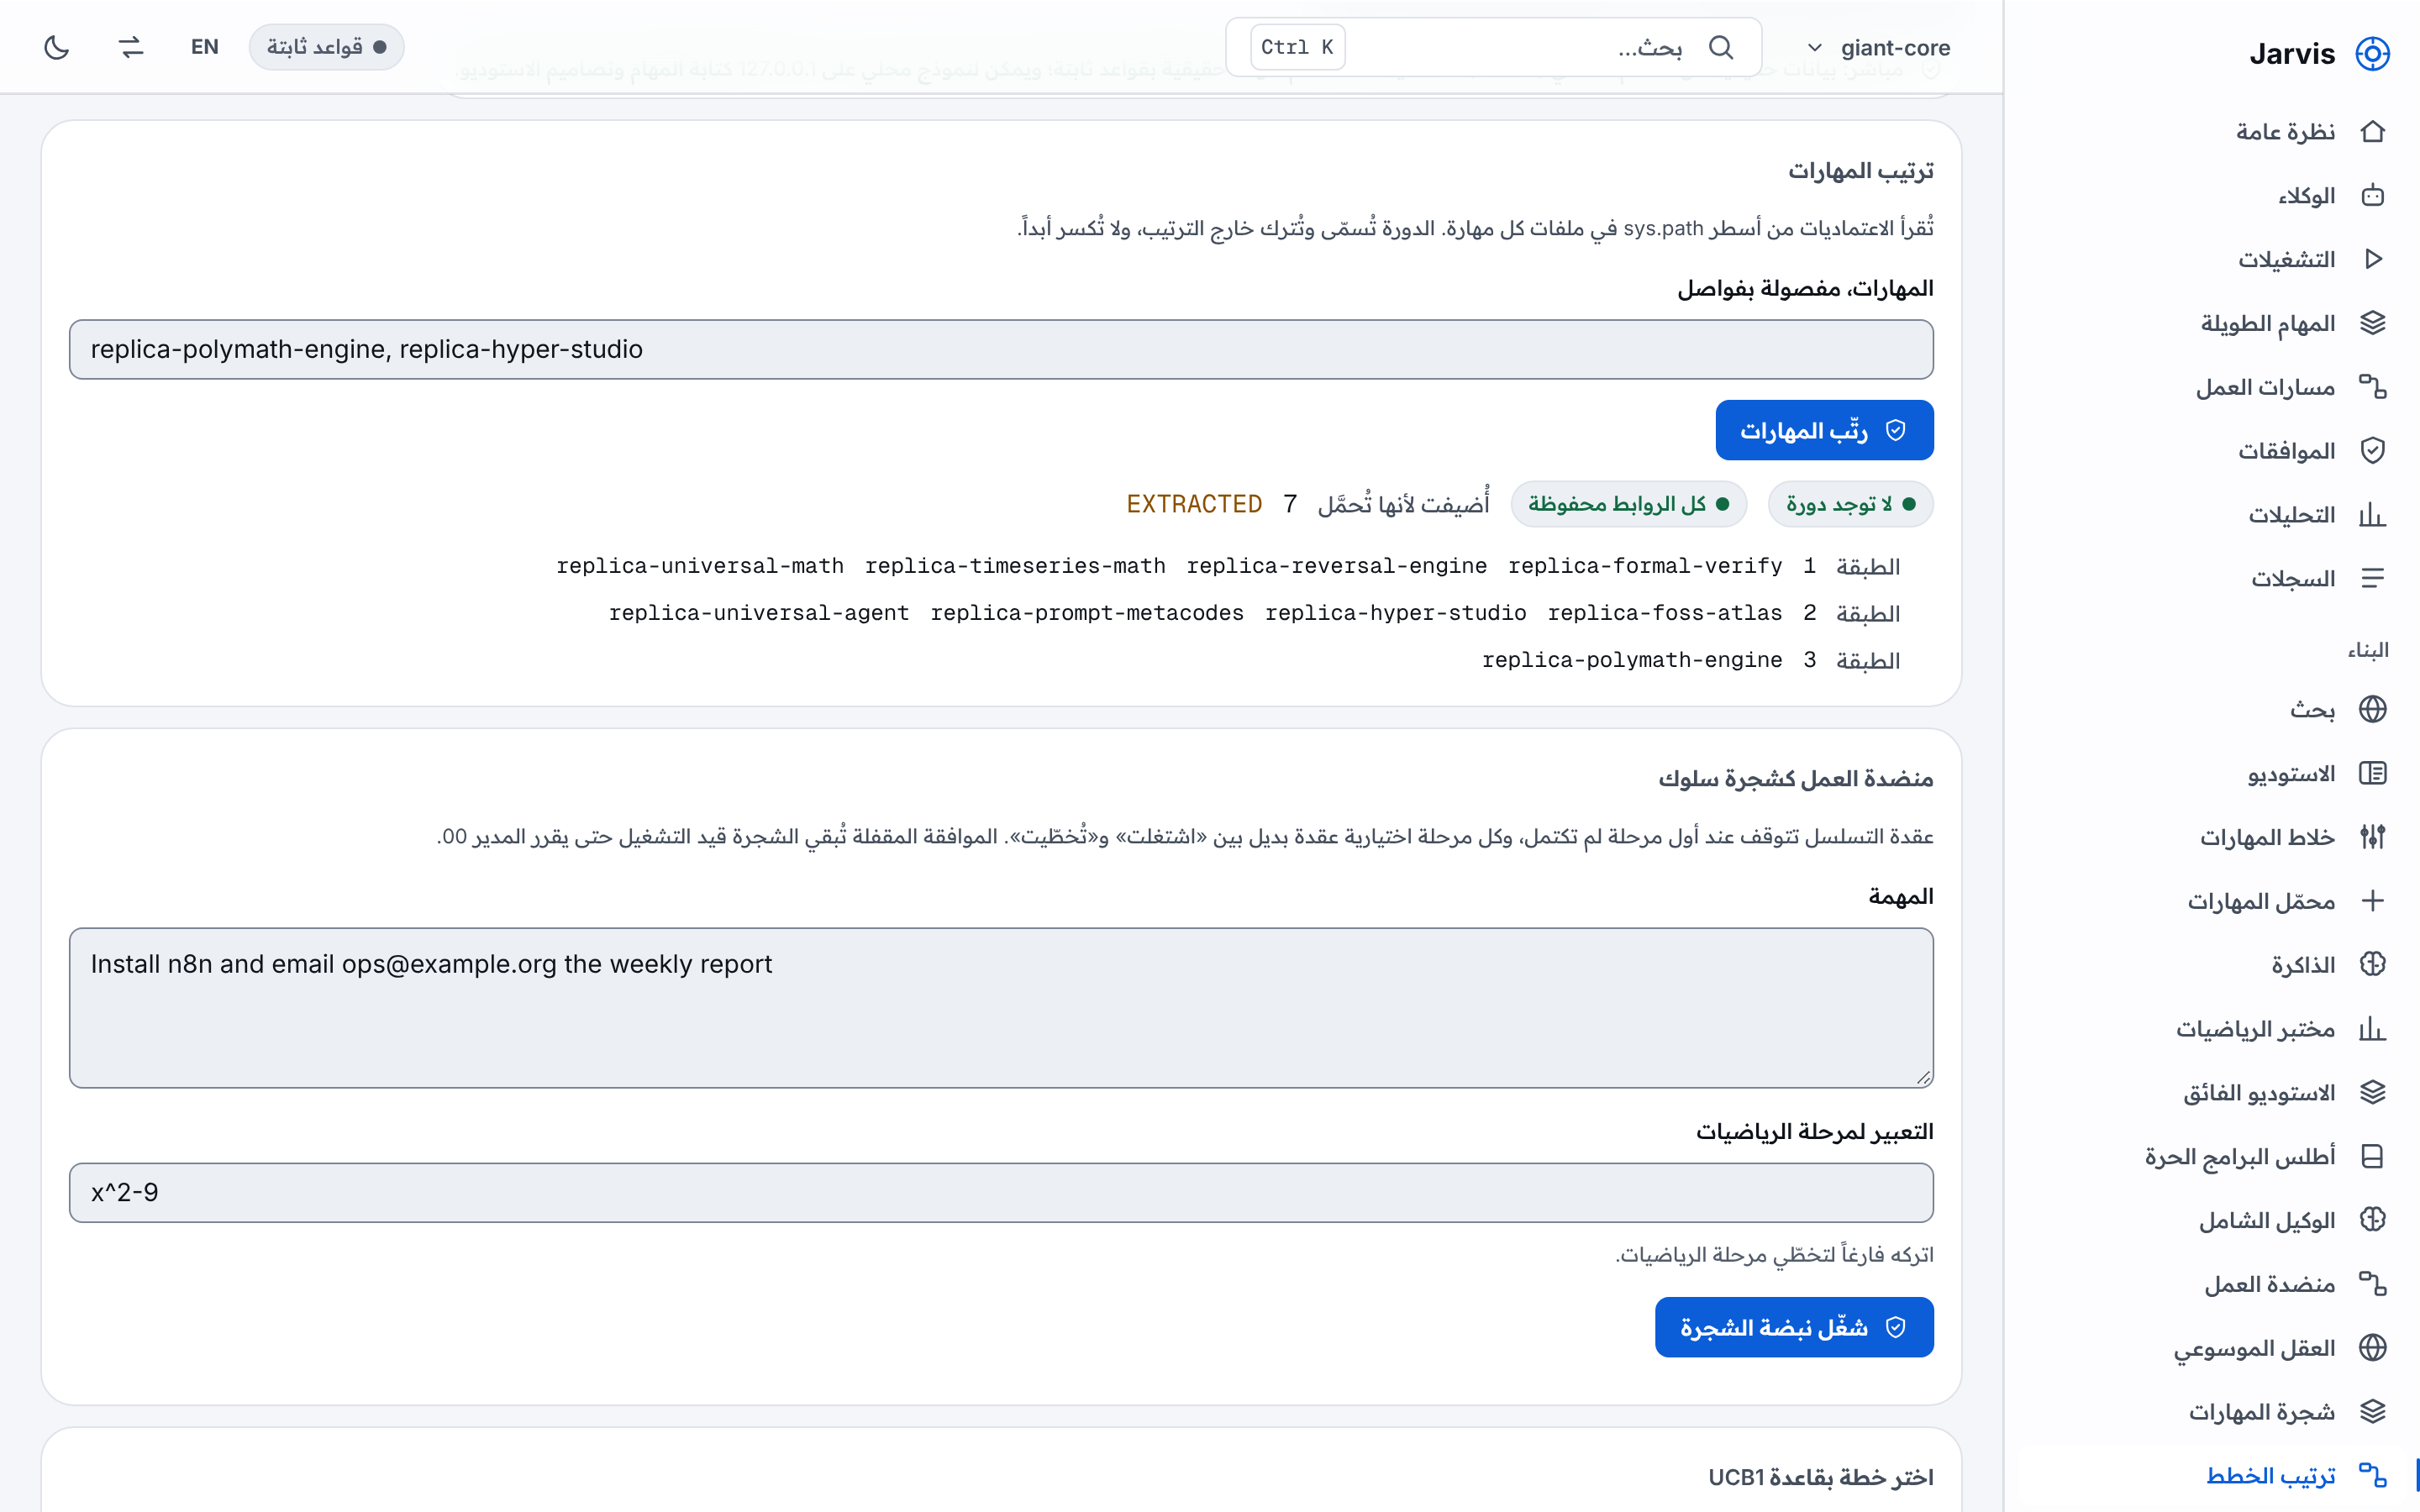 Jarvis
نظرة عامة
الوكلاء
التشغيلات
المهام الطويلة
مسارات العمل
الموافقات
التحليلات
السجلات
البناء
بحث
الاستوديو
خلاط المهارات
محمّل المهارات
الذاكرة
مختبر الرياضيات
الاستوديو الفائق
أطلس البرامج الحرة
الوكيل الشامل
منضدة العمل
العقل الموسوعي
شجرة المهارات
ترتيب الخطط
giant-core
بحث... Ctrl K
قواعد ثابتة
EN
ترتيب المهارات
تُقرأ الاعتماديات من أسطر sys.path في ملفات كل مهارة. الدورة تُسمّى وتُترك خارج الترتيب، ولا تُكسر أبداً.
المهارات، مفصولة بفواصل
replica-polymath-engine, replica-hyper-studio
رتّب المهارات
لا توجد دورة كل الروابط محفوظة أُضيفت لأنها تُحمَّل 7 EXTRACTED
الطبقة 1 replica-formal-verify replica-reversal-engine replica-timeseries-math replica-universal-math
الطبقة 2 replica-foss-atlas replica-hyper-studio replica-prompt-metacodes replica-universal-agent
الطبقة 3 replica-polymath-engine
منضدة العمل كشجرة سلوك
عقدة التسلسل تتوقف عند أول مرحلة لم تكتمل، وكل مرحلة اختيارية عقدة بديل بين «اشتغلت» و«تُخطّيت». الموافقة المقفلة تُبقي الشجرة قيد التشغيل حتى يقرر المدير 00.
المهمة
Install n8n and email ops@example.org the weekly report
التعبير لمرحلة الرياضيات
x^2-9
اتركه فارغاً لتخطّي مرحلة الرياضيات.
شغّل نبضة الشجرة
اختر خطة بقاعدة UCB1